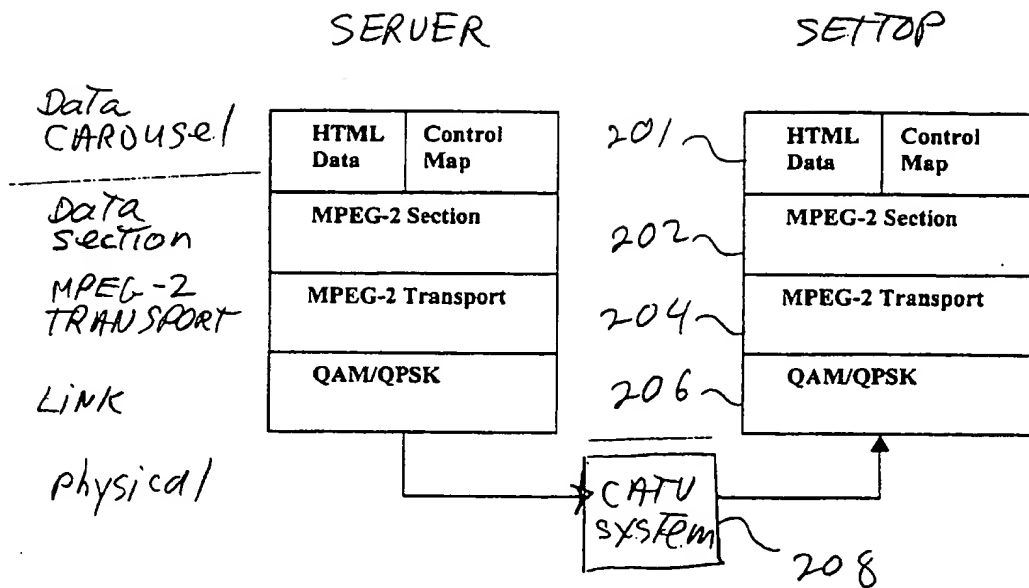 SERVER
SETTOP
Data
CAROUSEl
HTML Data
Control Map
201
HTML Data
Control Map
Data
section
MPEG-2 Section
202
MPEG-2 Section
MPEG-2
TRANSPORT
MPEG-2 Transport
204
MPEG-2 Transport
LiNK
QAM/QPSK
206
QAM/QPSK
physical
CATV
SYSTEm
208